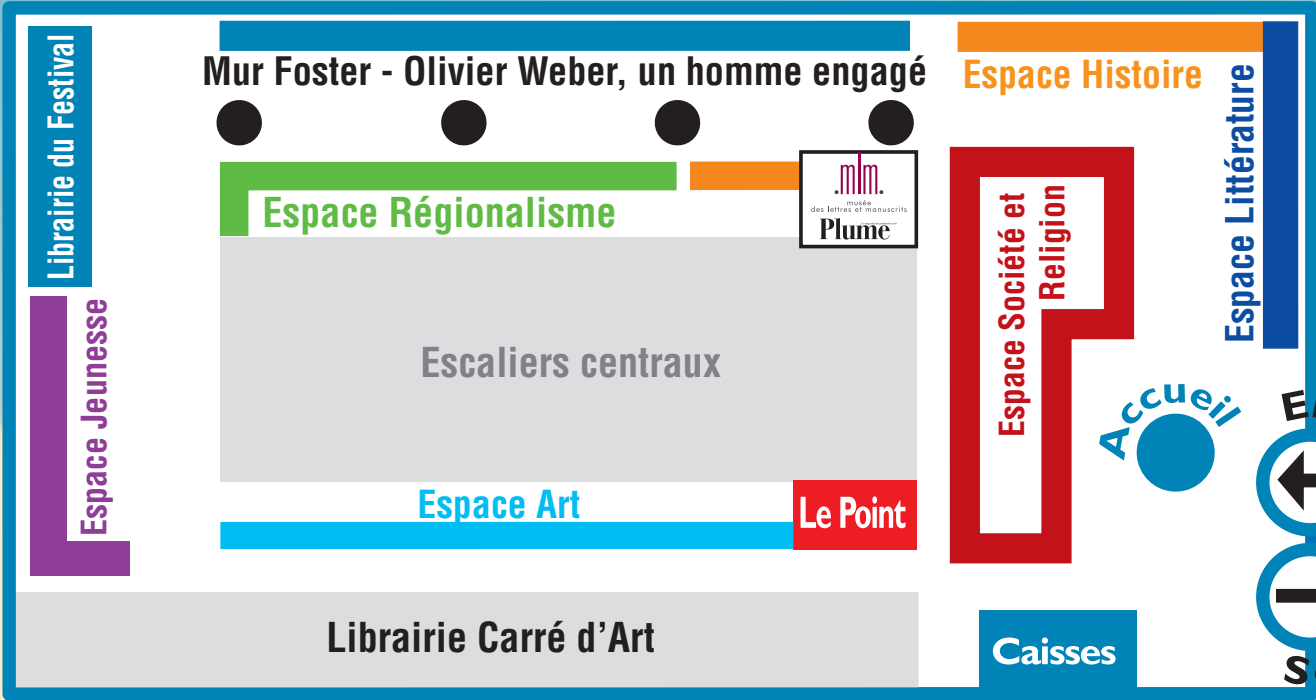 Librairie du Festival
Mur Foster - Olivier Weber, un homme engagé
Espace Histoire
Espace Littérature
Espace Régionalisme
.mlm.
musée
des lettres et manuscrits
Plume
Espace Société et
Religion
Espace Jeunesse
Escaliers centraux
Accueil
Espace Art
Le Point
Librairie Carré d’Art
Caisses